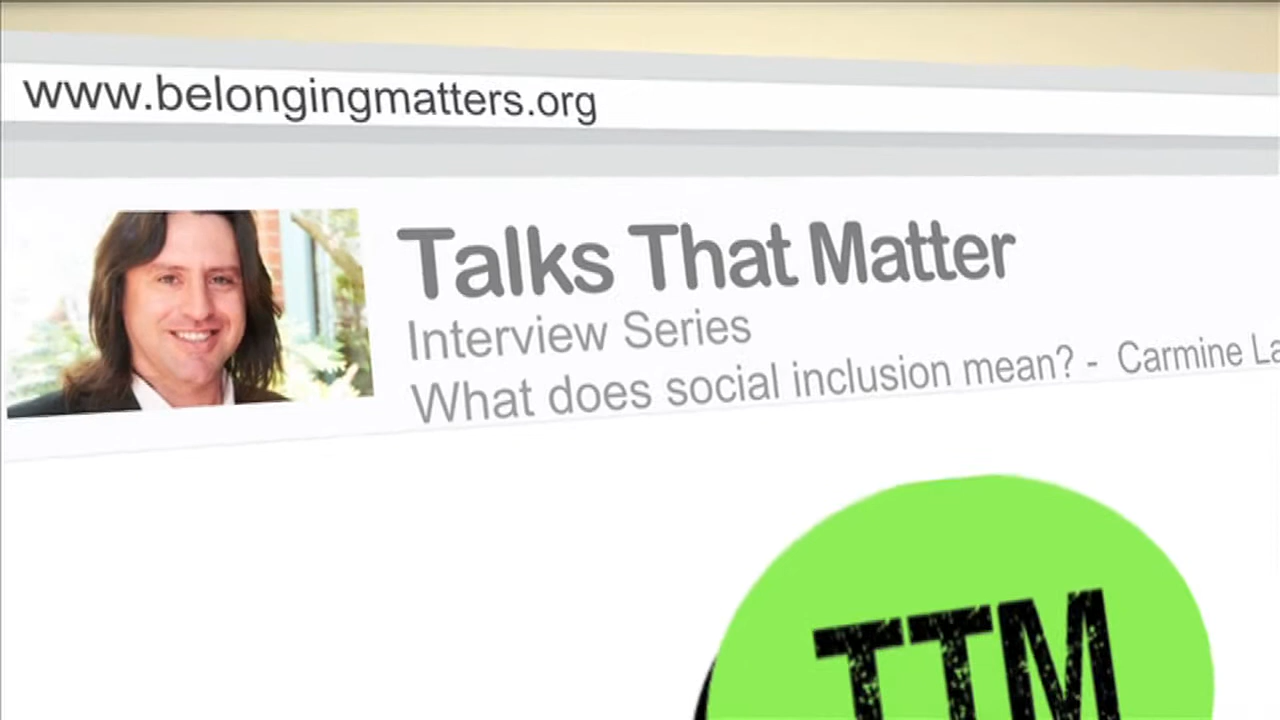 www.belongingmatters.org
Talks That Matter
Interview Series
What does social inclusion mean? - Carmine
TTM